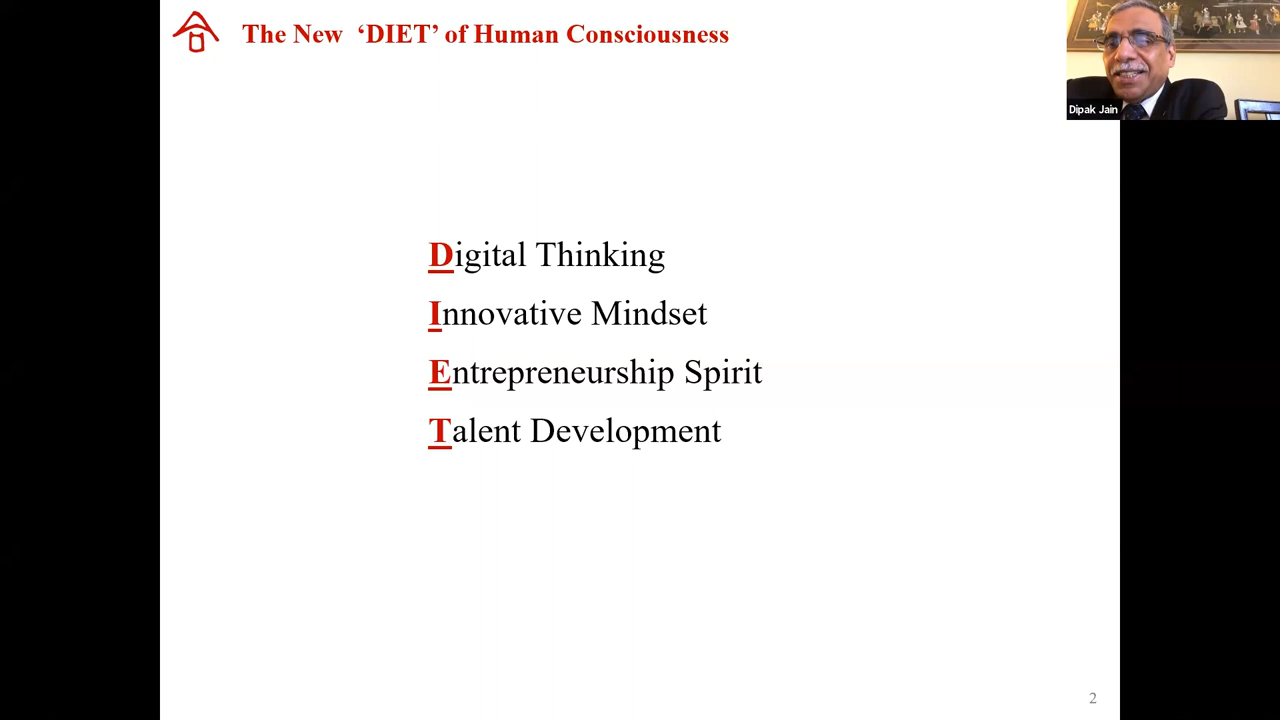 The New ‘DIET’ of Human Consciousness
Dipak Jain
Digital Thinking
Innovative Mindset
Entrepreneurship Spirit
Talent Development
2